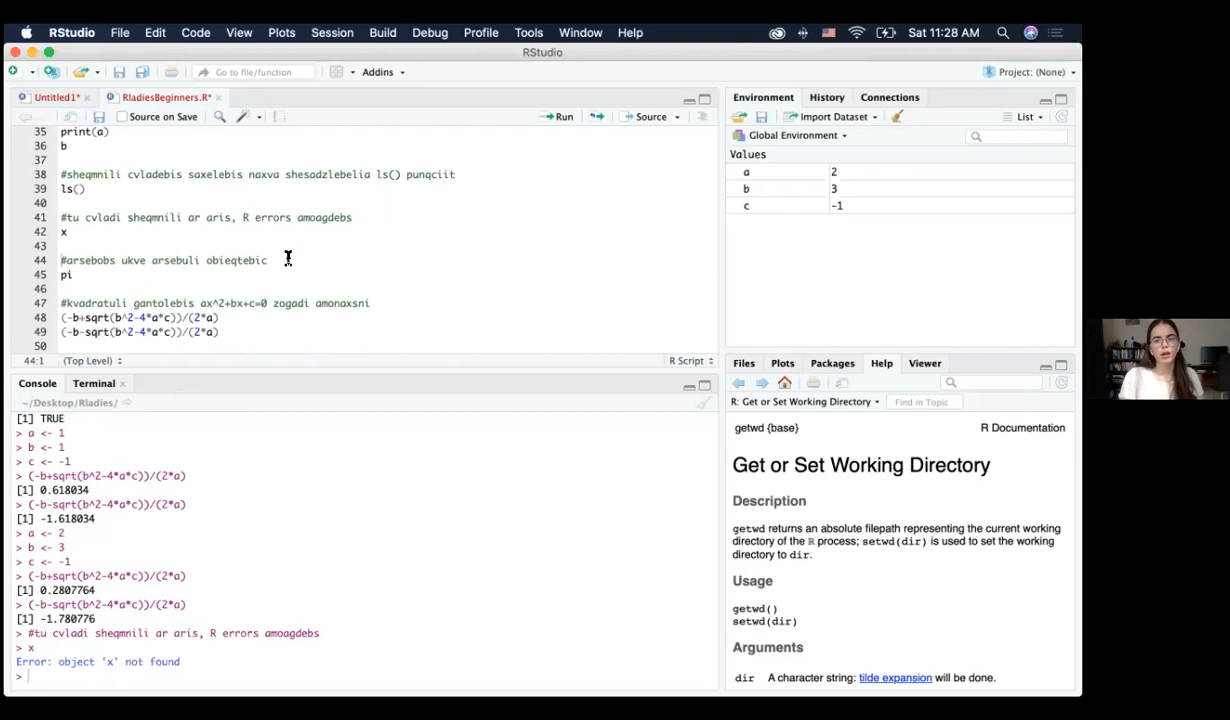 RStudio File Edit Code View Plots Session Build Debug Profile Tools Window Help Sat 11:28 AM
RStudio
Go to file/function Addins Project: (None)
Untitled1* RladiesBeginners.R*
Source on Save Run Source
35 print(a)
36 b
37
38 #sheqmnili cvladebis saxelebis naxva shesadzlebelia ls() punqciit
39 ls()
40
41 #tu cvladi sheqmnili ar aris, R errors amoagdebs
42 x
43
44 #arsebobs ukve arsebuli obieqtebic
45 pi
46
47 #kvadratuli gantolebis ax^2+bx+c=0 zogadi amonaxsni
48 (-b+sqrt(b^2-4*a*c))/(2*a)
49 (-b-sqrt(b^2-4*a*c))/(2*a)
50
44:1 (Top Level) R Script
Console Terminal
~/Desktop/Rladies/
[1] TRUE
> a <- 1
> b <- 1
> c <- -1
> (-b+sqrt(b^2-4*a*c))/(2*a)
[1] 0.618034
> (-b-sqrt(b^2-4*a*c))/(2*a)
[1] -1.618034
> a <- 2
> b <- 3
> c <- -1
> (-b+sqrt(b^2-4*a*c))/(2*a)
[1] 0.2807764
> (-b-sqrt(b^2-4*a*c))/(2*a)
[1] -1.780776
> #tu cvladi sheqmnili ar aris, R errors amoagdebs
> x
Error: object 'x' not found
>
Environment History Connections
Import Dataset List
Global Environment
Values
a 2
b 3
c -1
Files Plots Packages Help Viewer
R: Get or Set Working Directory Find in Topic
getwd {base} R Documentation
Get or Set Working Directory
Description
getwd returns an absolute filepath representing the current working
directory of the R process; setwd(dir) is used to set the working
directory to dir.
Usage
getwd()
setwd(dir)
Arguments
dir A character string: tilde expansion will be done.